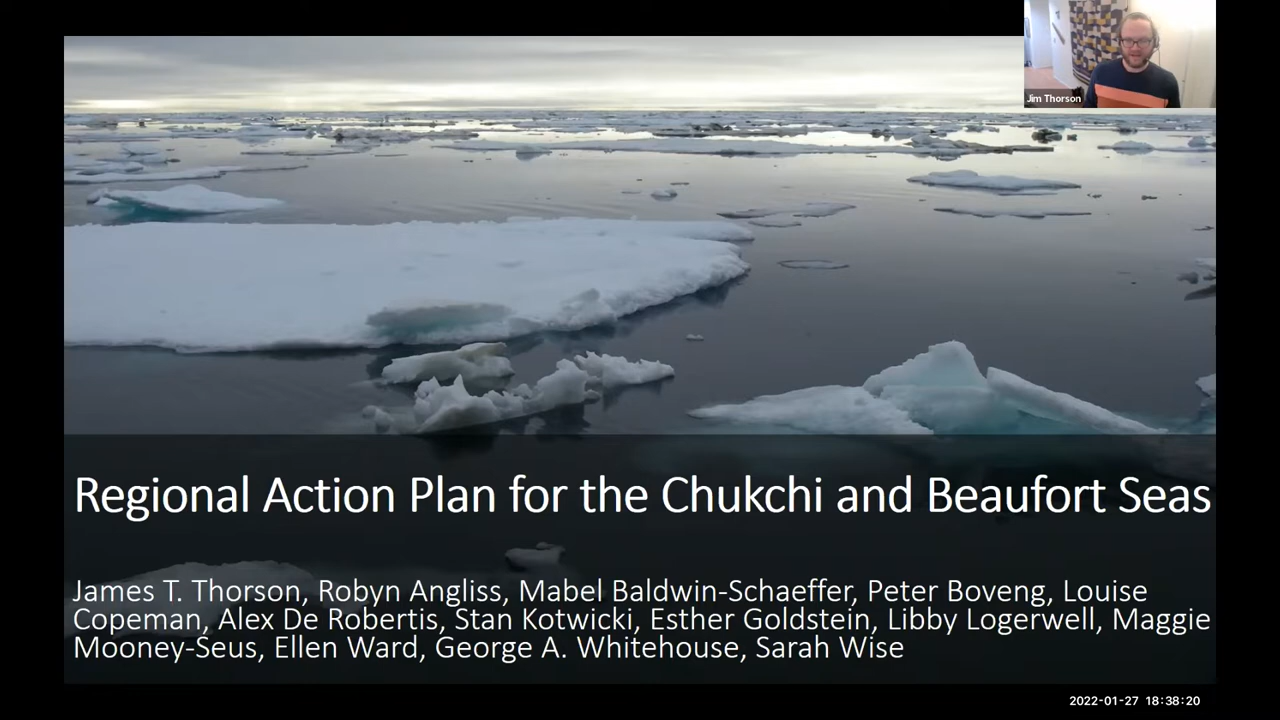 Jim Thorson
Regional Action Plan for the Chukchi and Beaufort Seas
James T. Thorson, Robyn Angliss, Mabel Baldwin-Schaeffer, Peter Boveng, Louise
Copeman, Alex De Robertis, Stan Kotwicki, Esther Goldstein, Libby Logerwell, Maggie
Mooney-Seus, Ellen Ward, George A. Whitehouse, Sarah Wise
2022-01-27 18:38:20